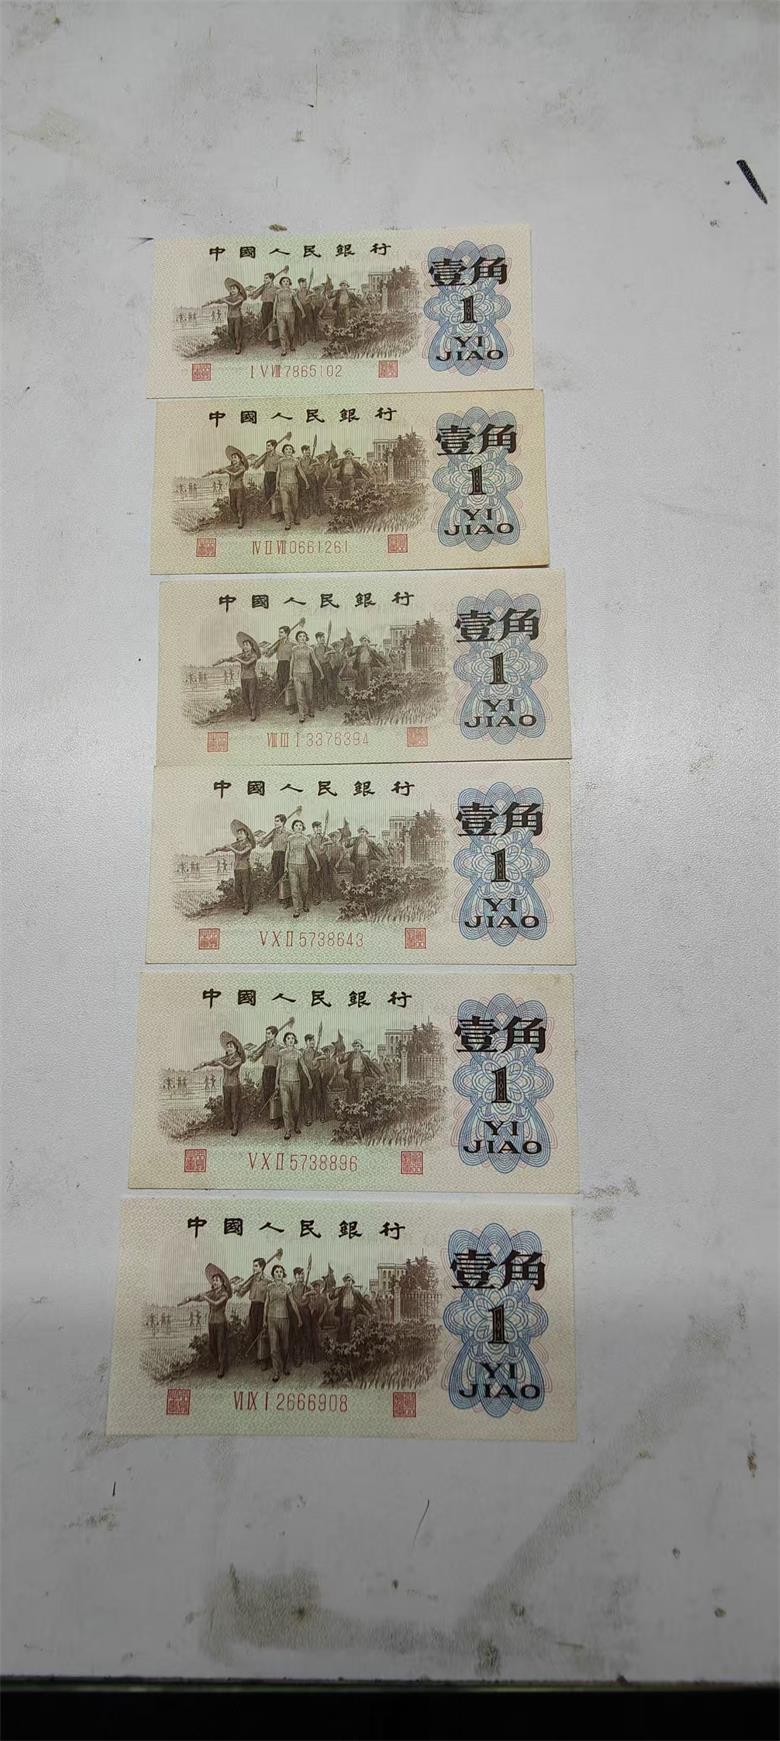 中國人民銀行
壹角
1
YI
JIAO
I V VIII 7865102
中國人民銀行
壹角
1
YI
JIAO
IV II VIII 0661261
中國人民銀行
壹角
1
YI
JIAO
VIII III I 3376394
中國人民銀行
壹角
1
YI
JIAO
V X II 5738643
中國人民銀行
壹角
1
YI
JIAO
V X II 5738896
中國人民銀行
壹角
1
YI
JIAO
VI IX I 2666908